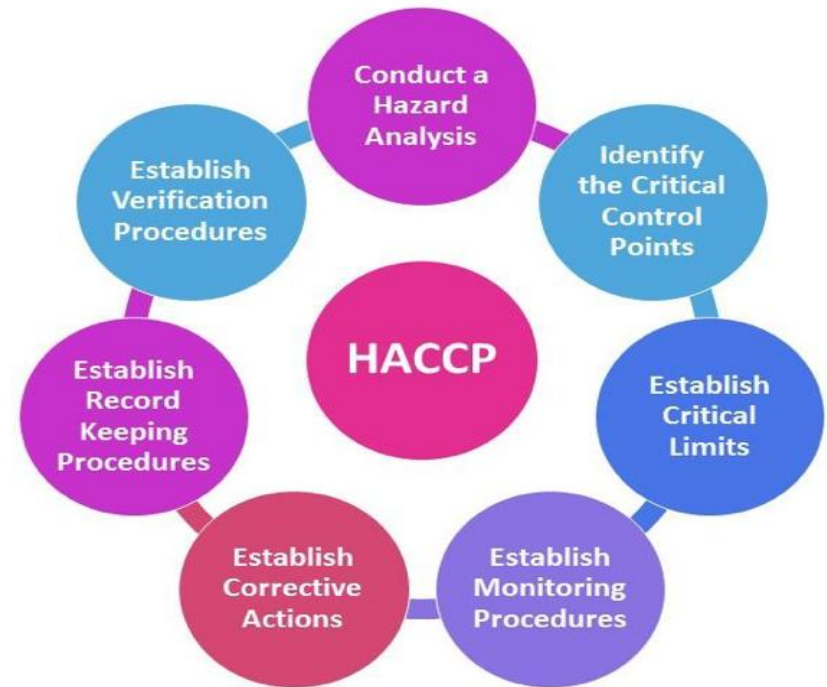 Conduct a
Hazard
Analysis
Identify
the Critical
Control
Points
Establish
Critical
Limits
Establish
Monitoring
Procedures
Establish
Corrective
Actions
Establish
Record
Keeping
Procedures
Establish
Verification
Procedures
HACCP